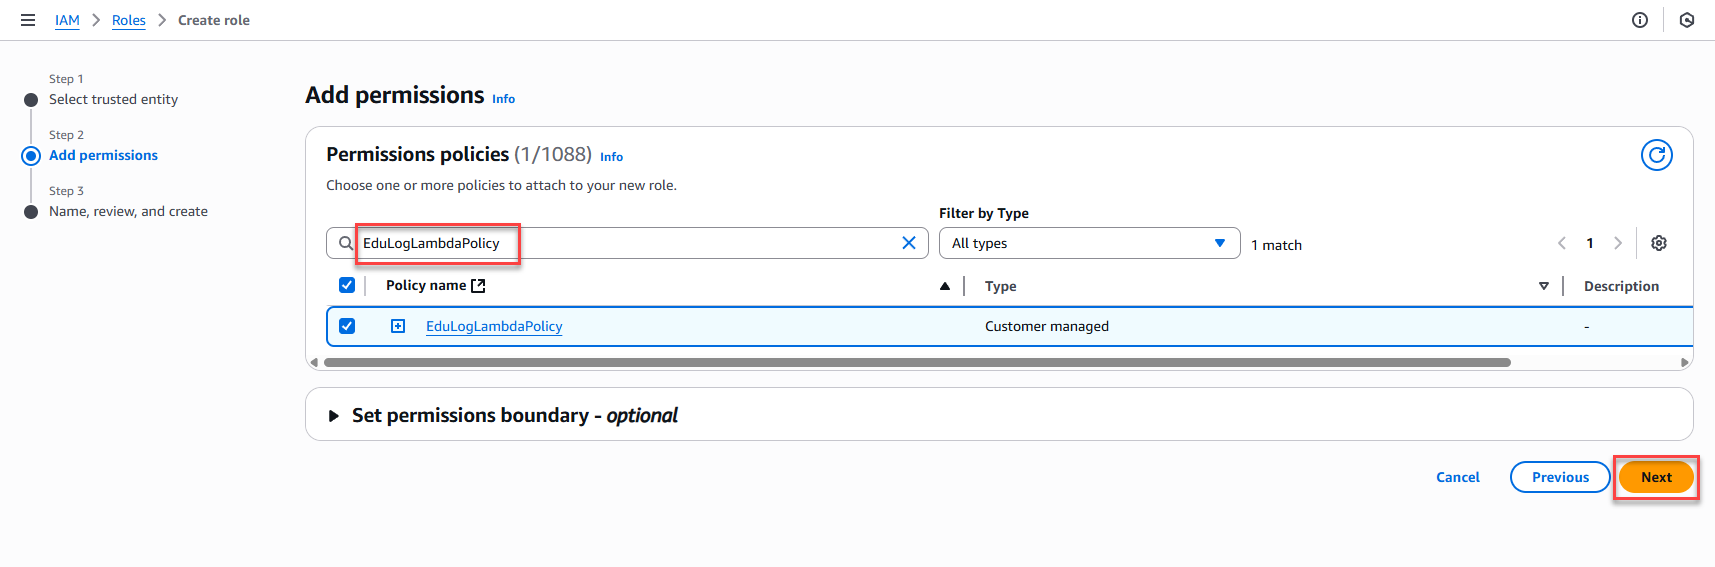 IAM > Roles > Create role
Step 1
Select trusted entity
Step 2
Add permissions
Step 3
Name, review, and create
Add permissions Info
Permissions policies (1/1088) Info
Choose one or more policies to attach to your new role.
Filter by Type
EduLogLambdaPolicy
All types
1 match
1
Policy name
Type
Description
EduLogLambdaPolicy
Customer managed
-
Set permissions boundary - optional
Cancel
Previous
Next